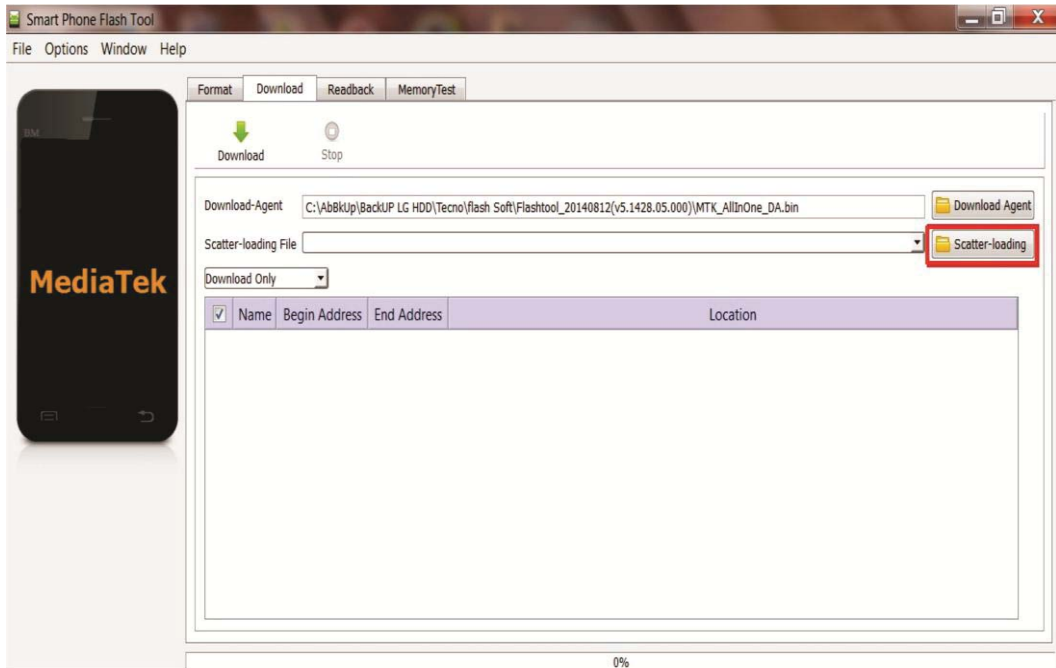 Smart Phone Flash Tool
X
File Options Window Help
Format Download Readback MemoryTest
BM
Download Stop
Download-Agent C:\AbBkUp\BackUP LG HDD\Tecno\flash Soft\Flashtool_20140812(v5.1428.05.000)\MTK_AllInOne_DA.bin Download Agent
Scatter-loading File Scatter-loading
MediaTek
Download Only
Name Begin Address End Address Location
0%